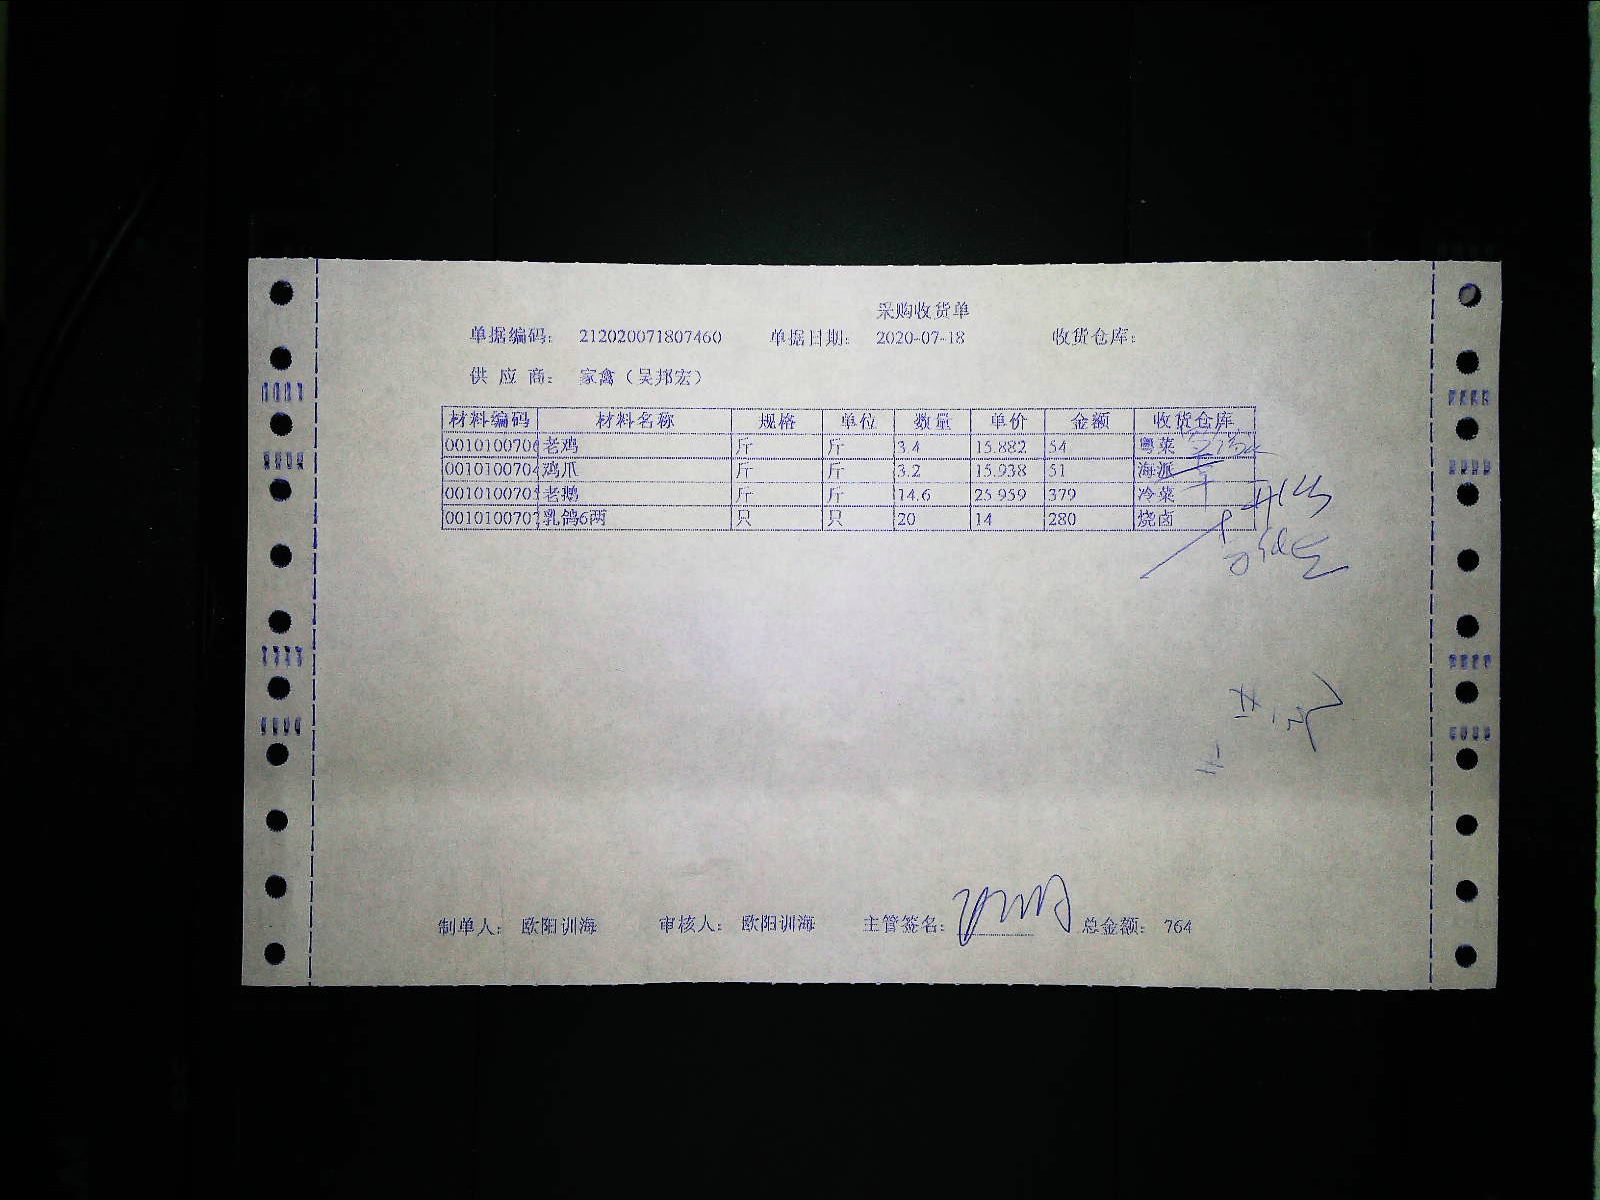 采购收货单
单据编码: 212020071807460 单据日期: 2020-07-18 收货仓库:
供应商: 家禽（吴邦宏）
材料编码 材料名称 规格 单位 数量 单价 金额 收货仓库
0010100706 老鸡 斤 斤 3.4 15.882 54 粤菜
0010100704 鸡爪 斤 斤 3.2 15.938 51 海派
001010070 老鹅 斤 斤 14.6 25.959 379 冷菜
001010070 乳鸽6两 只 只 20 14 280 烧卤
制单人: 欧阳训海 审核人: 欧阳训海 主管签名: 总金额: 764